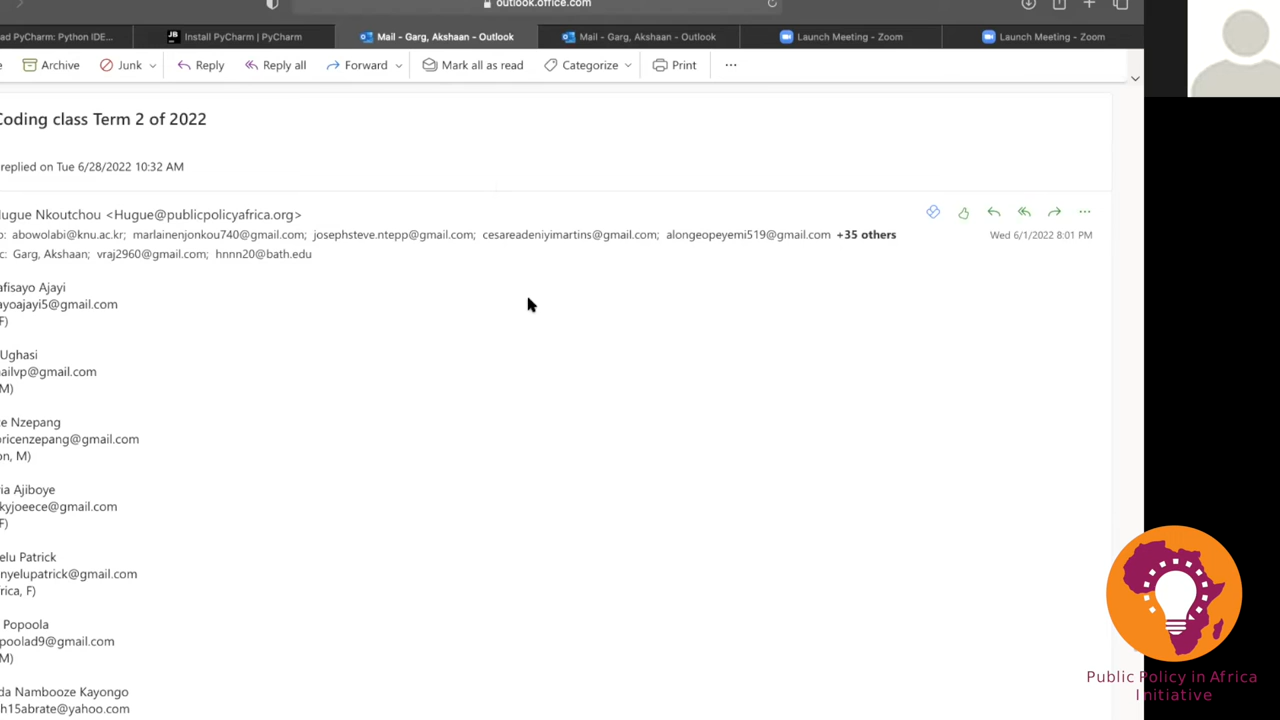 outlook.office.com
ad PyCharm: Python IDE...
JB Install PyCharm | PyCharm
Mail - Garg, Akshaan - Outlook
Mail - Garg, Akshaan - Outlook
Launch Meeting - Zoom
Launch Meeting - Zoom
e Archive Junk Reply Reply all Forward Mark all as read Categorize Print ...
Coding class Term 2 of 2022
replied on Tue 6/28/2022 10:32 AM
Hugue Nkoutchou <Hugue@publicpolicyafrica.org>
o: abowolabi@knu.ac.kr; marlainenjonkou740@gmail.com; josephsteve.ntepp@gmail.com; cesareadeniyimartins@gmail.com; alongeopeyemi519@gmail.com +35 others
Wed 6/1/2022 8:01 PM
c: Garg, Akshaan; vraj2960@gmail.com; hnnn20@bath.edu
afisayo Ajayi
ayoajayi5@gmail.com
F)
Ughasi
ailvp@gmail.com
M)
e Nzepang
oricenzepang@gmail.com
on, M)
ia Ajiboye
kyjoeece@gmail.com
F)
elu Patrick
nyelupatrick@gmail.com
rica, F)
Popoola
poolad9@gmail.com
M)
da Nambooze Kayongo
h15abrate@yahoo.com
Public Policy in Africa
Initiative